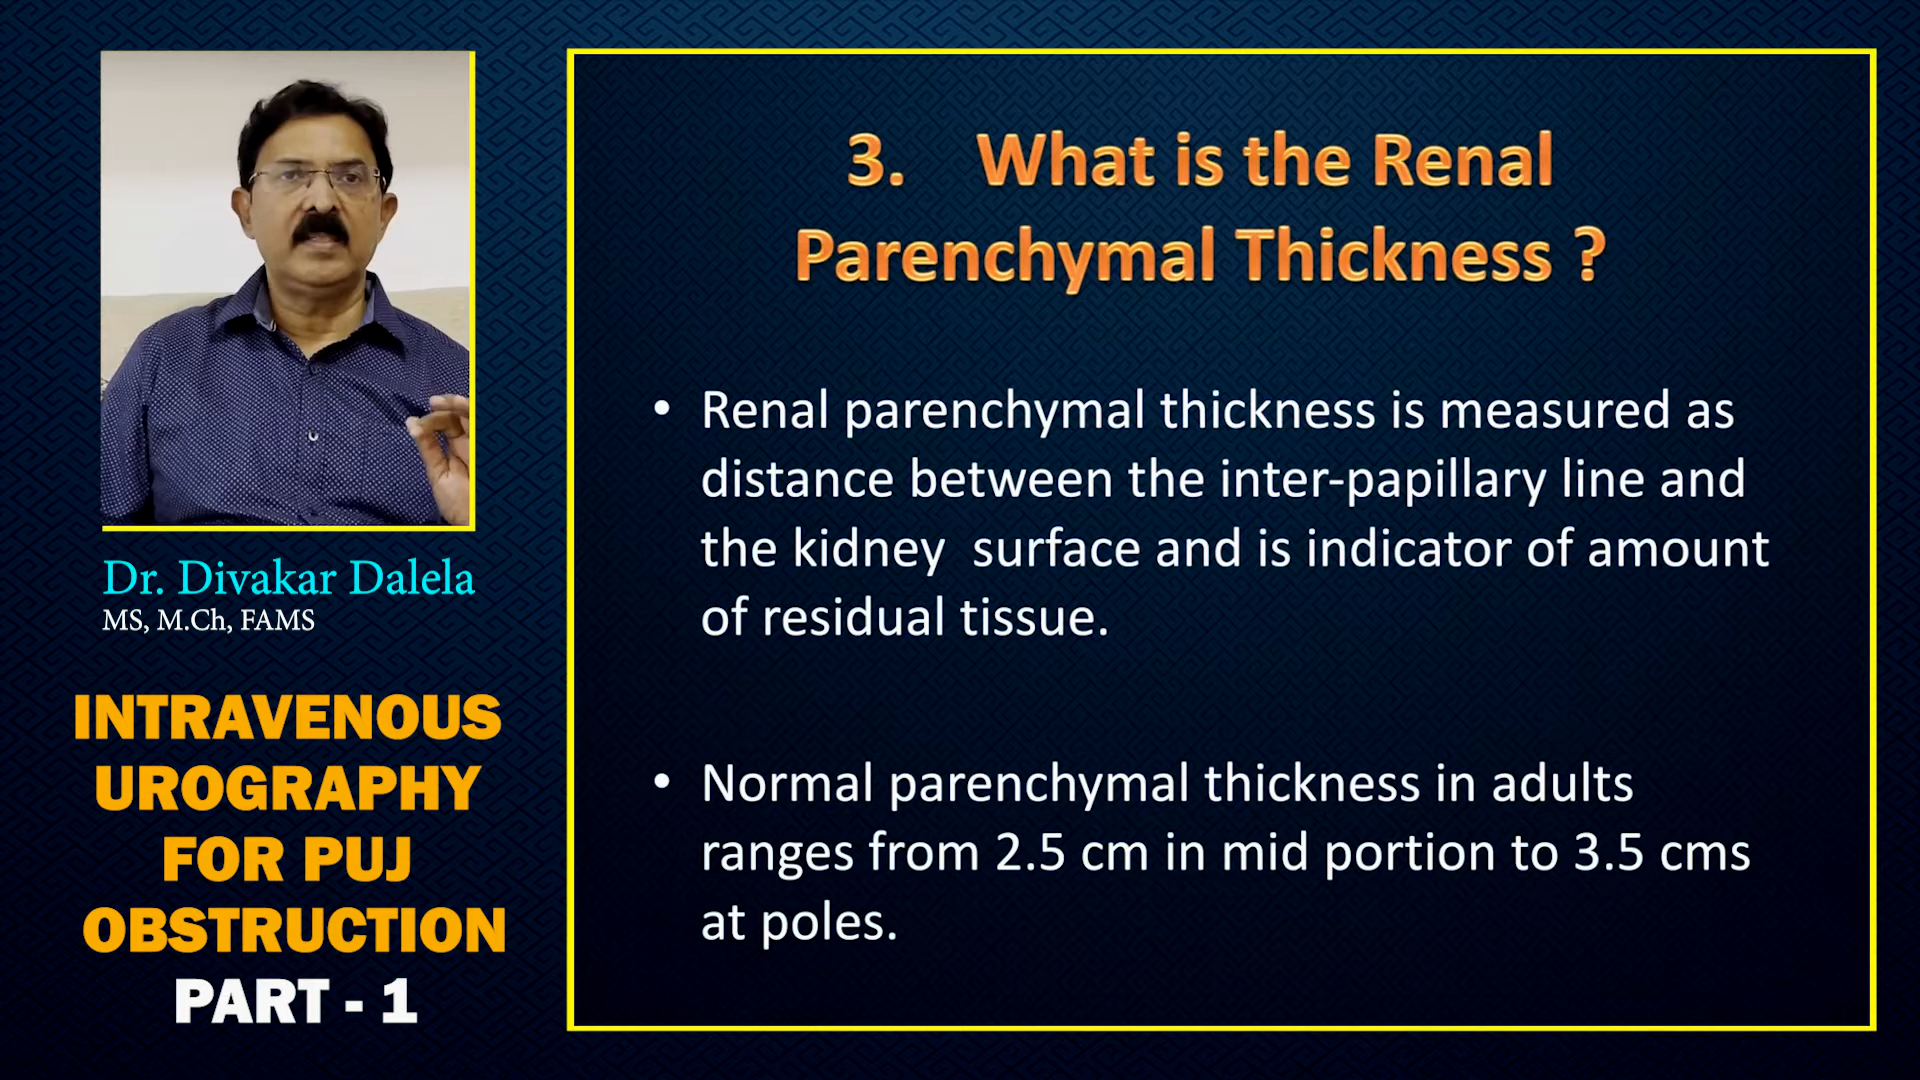 Dr. Divakar Dalela
MS, M.Ch, FAMS
INTRAVENOUS
UROGRAPHY
FOR PUJ
OBSTRUCTION
PART - 1
3. What is the Renal
Parenchymal Thickness ?
• Renal parenchymal thickness is measured as
distance between the inter-papillary line and
the kidney surface and is indicator of amount
of residual tissue.
• Normal parenchymal thickness in adults
ranges from 2.5 cm in mid portion to 3.5 cms
at poles.